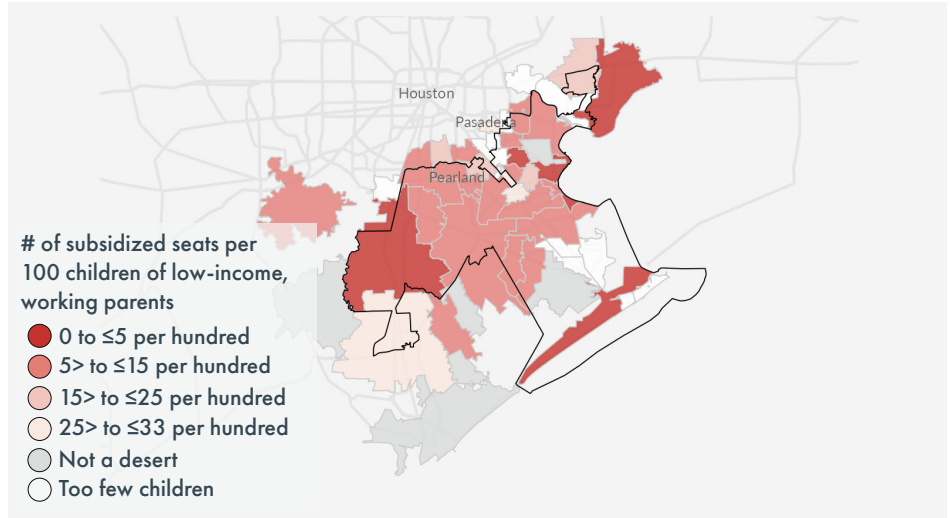 Houston
Pasadena
Pearland
# of subsidized seats per
100 children of low-income,
working parents
0 to ≤5 per hundred
5> to ≤15 per hundred
15> to ≤25 per hundred
25> to ≤33 per hundred
Not a desert
Too few children